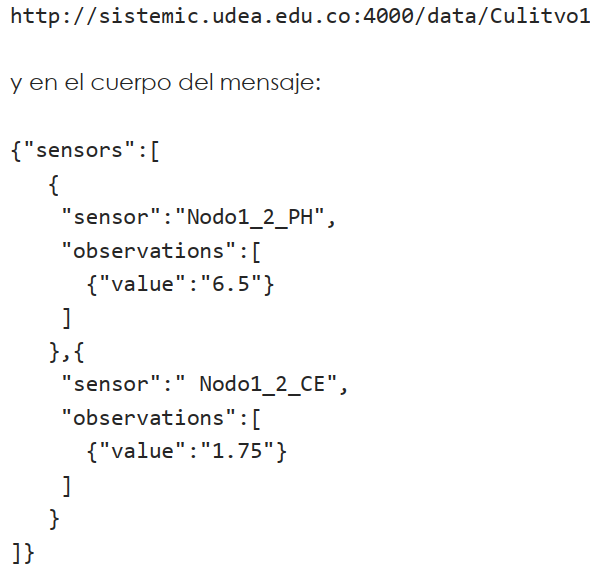 http://sistemic.udea.edu.co:4000/data/Culitvo1
y en el cuerpo del mensaje:
{"sensors":[
{
"sensor":"Nodo1_2_PH",
"observations":[
{"value":"6.5"}
]
},{
"sensor":" Nodo1_2_CE",
"observations":[
{"value":"1.75"}
]
}
]}